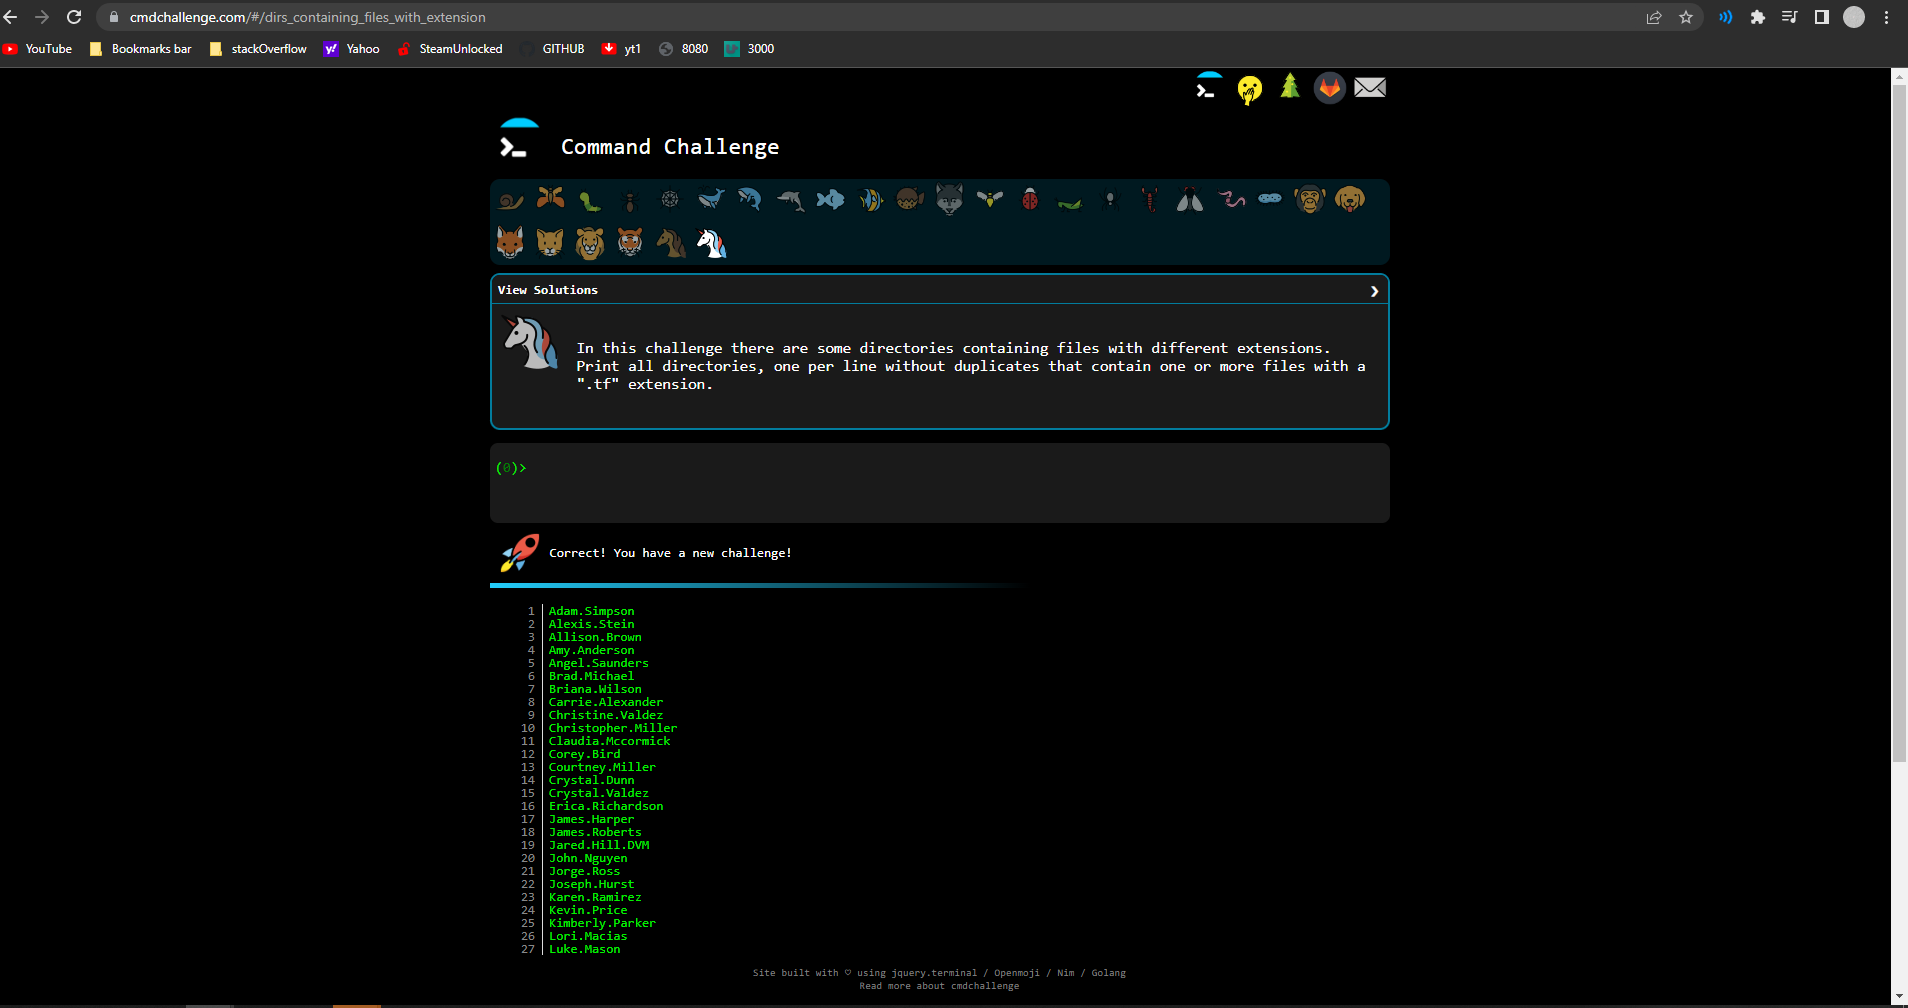 cmdchallenge.com/#/dirs_containing_files_with_extension
YouTube Bookmarks bar stackOverflow Yahoo SteamUnlocked GITHUB yt1 8080 3000
Command Challenge
View Solutions
In this challenge there are some directories containing files with different extensions.
Print all directories, one per line without duplicates that contain one or more files with a
".tf" extension.
(0)>
Correct! You have a new challenge!
1 Adam.Simpson
2 Alexis.Stein
3 Allison.Brown
4 Amy.Anderson
5 Angel.Saunders
6 Brad.Michael
7 Briana.Wilson
8 Carrie.Alexander
9 Christine.Valdez
10 Christopher.Miller
11 Claudia.Mccormick
12 Corey.Bird
13 Courtney.Miller
14 Crystal.Dunn
15 Crystal.Valdez
16 Erica.Richardson
17 James.Harper
18 James.Roberts
19 Jared.Hill.DVM
20 John.Nguyen
21 Jorge.Ross
22 Joseph.Hurst
23 Karen.Ramirez
24 Kevin.Price
25 Kimberly.Parker
26 Lori.Macias
27 Luke.Mason
Site built with ♡ using jquery.terminal / Openmoji / Nim / Golang
Read more about cmdchallenge